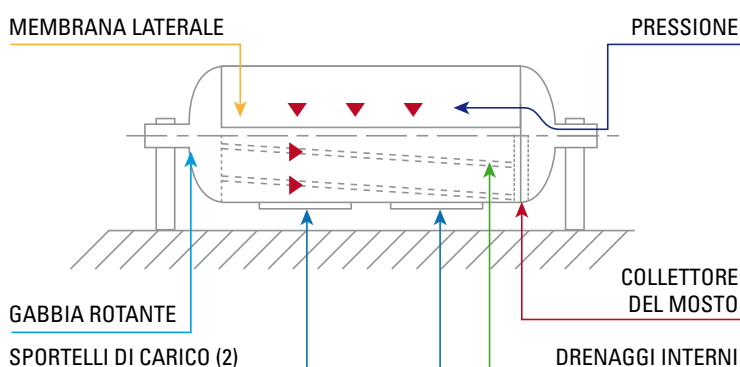 MEMBRANA LATERALE
PRESSIONE
COLLETTORE
DEL MOSTO
GABBIA ROTANTE
SPORTELLI DI CARICO (2)
DRENAGGI INTERNI